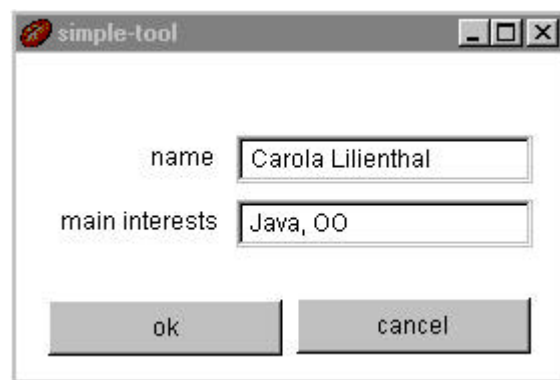 simple-tool
name Carola Lilienthal
main interests Java, OO
ok cancel